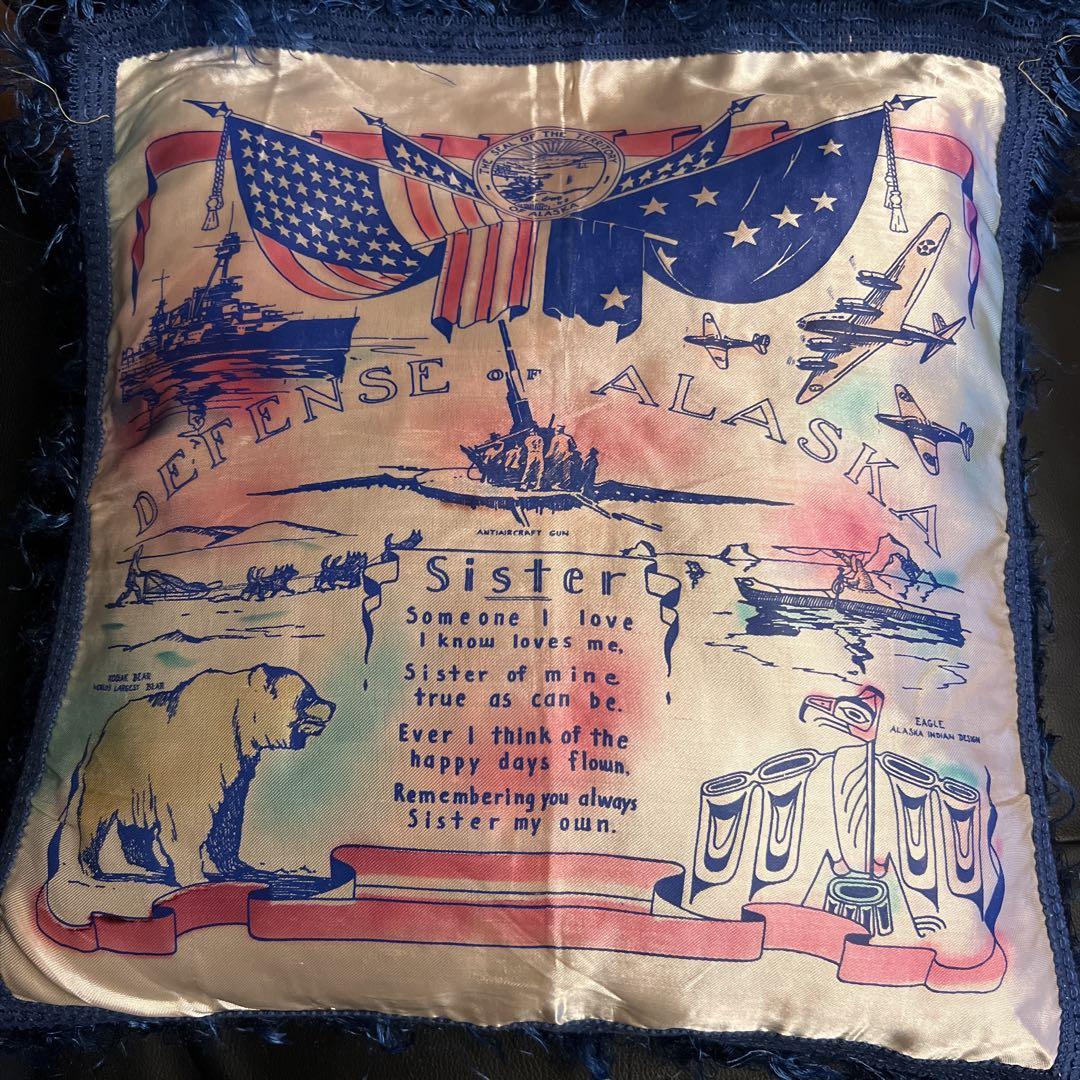 THE SEAL OF THE TERRITORY
OF ALASKA
DEFENSE OF ALASKA
ANTIAIRCRAFT GUN
Sister
Someone I love
I know loves me,
Sister of mine
true as can be.
Ever I think of the
happy days flown,
Remembering you always
Sister my own.
KODIAK BEAR
WORLDS LARGEST BEAR
EAGLE
ALASKA INDIAN DESIGN